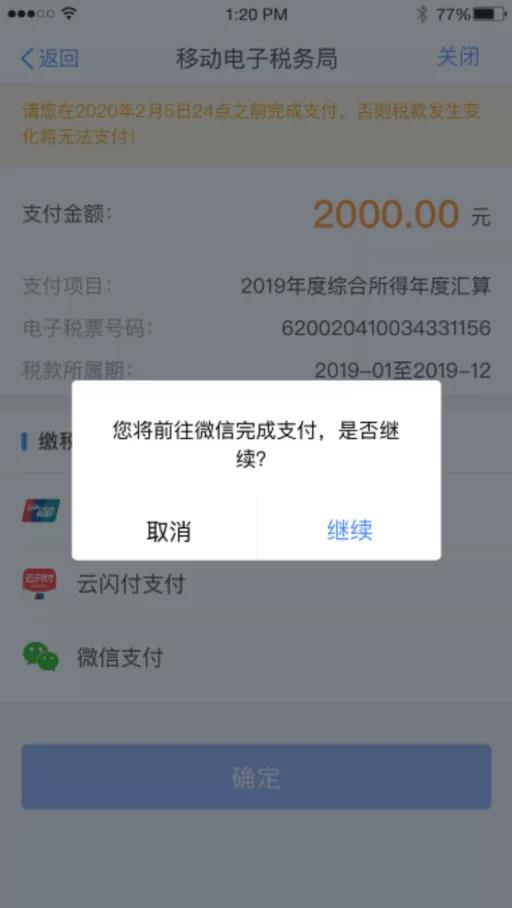 1:20 PM
77%
返回
移动电子税务局
关闭
请您在2020年2月5日24点之前完成支付，否则税款发生变
化将无法支付！
支付金额：
2000.00 元
支付项目：
2019年度综合所得年度汇算
电子税票号码：
620020410034331156
税款所属期：
2019-01至2019-12
缴税
您将前往微信完成支付，是否继
续？
取消
继续
云闪付
云闪付支付
微信支付
确定